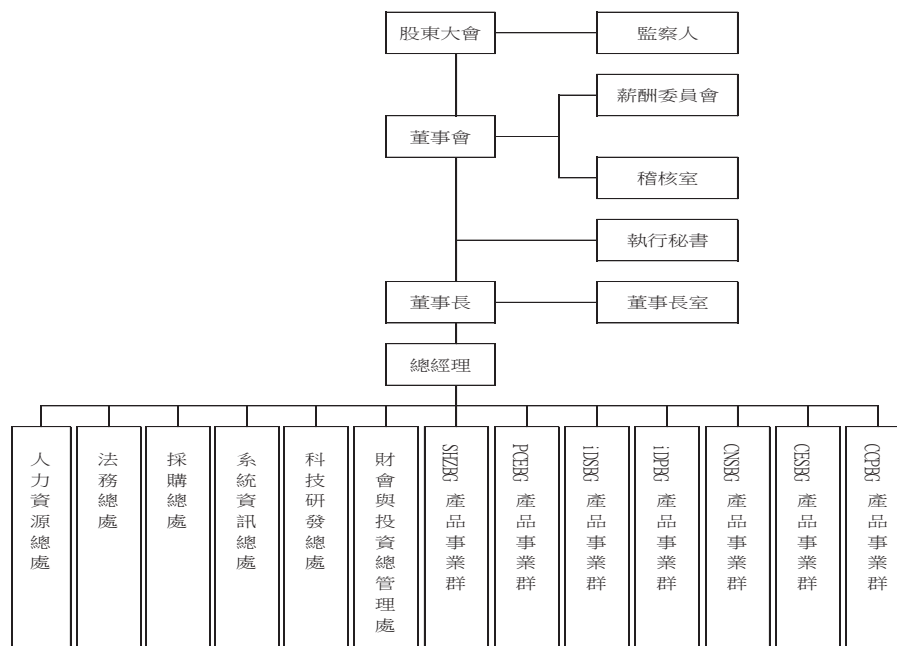 股東大會
監察人
薪酬委員會
董事會
稽核室
執行秘書
董事長
董事長室
總經理
人力資源總處
法務總處
採購總處
系統資訊總處
科技研發總處
財會與投資總管理處
SHZBG 產品事業群
PCEBG 產品事業群
iDSBG 產品事業群
iDPBG 產品事業群
CNSBG 產品事業群
CESBG 產品事業群
CCPBG 產品事業群